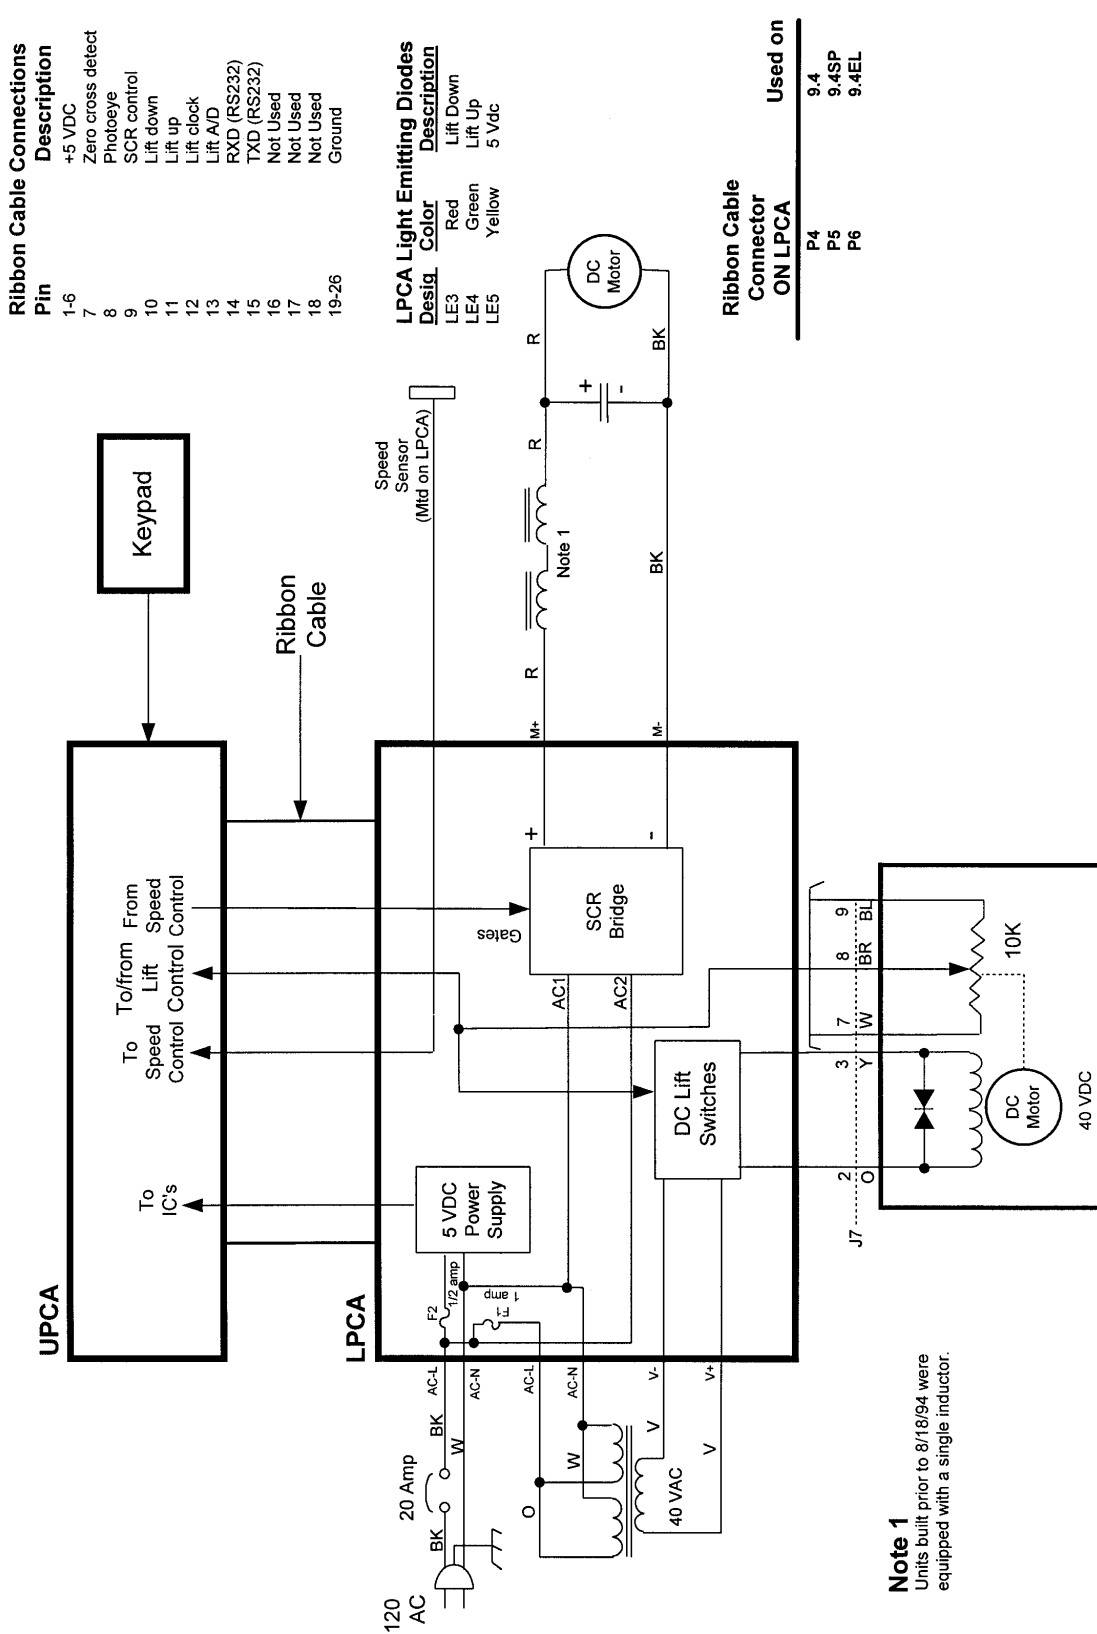 Ribbon Cable Connections
Pin Description
1-6 +5 VDC
7 Zero cross detect
8 Photoeye
9 SCR control
10 Lift down
11 Lift up
12 Lift clock
13 Lift A/D
14 RXD (RS232)
15 TXD (RS232)
16 Not Used
17 Not Used
18 Not Used
19-26 Ground
LPCA Light Emitting Diodes
Desig Color Description
LE3 Red Lift Down
LE4 Green Lift Up
LE5 Yellow 5 Vdc
Ribbon Cable
Connector
ON LPCA Used on
P4 9.4
P5 9.4SP
P6 9.4EL
Keypad
Ribbon
Cable
Speed
Sensor
(Mtd on LPCA)
UPCA
To
IC's
To
Speed
Control
To/from
Lift
Control
From
Speed
Control
LPCA
5 VDC
Power
Supply
F2
1/2 amp
F1
1 amp
Gates
SCR
Bridge
+
-
AC1
AC2
DC Lift
Switches
M+
M-
R
Note 1
R
R
BK
BK
+
-
DC
Motor
120
AC
20 Amp
BK
BK
W
AC-L
AC-N
AC-L
AC-N
V-
V+
O
W
V
V
40 VAC
J7
2
O
3
Y
7
W
8
BR
9
BL
10K
DC
Motor
40 VDC
Note 1
Units built prior to 8/18/94 were
equipped with a single inductor.